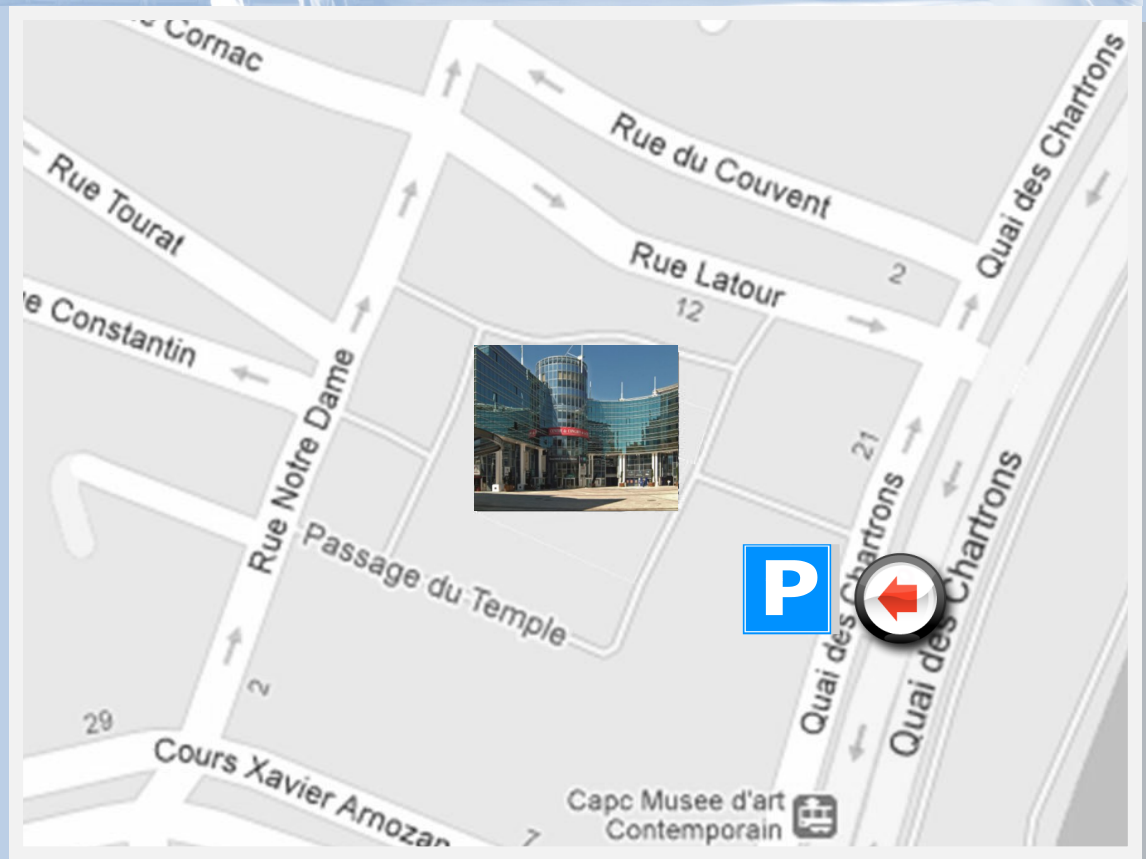 Cornac
Rue du Couvent
Quai des Chartrons
Rue Tourat
Rue Latour
2
12
e Constantin
Rue Notre Dame
21
Quai des Chartrons
Quai des Chartrons
P
Passage du Temple
2
29
Cours Xavier Arnozan
7
Capc Musee d'art
Contemporain